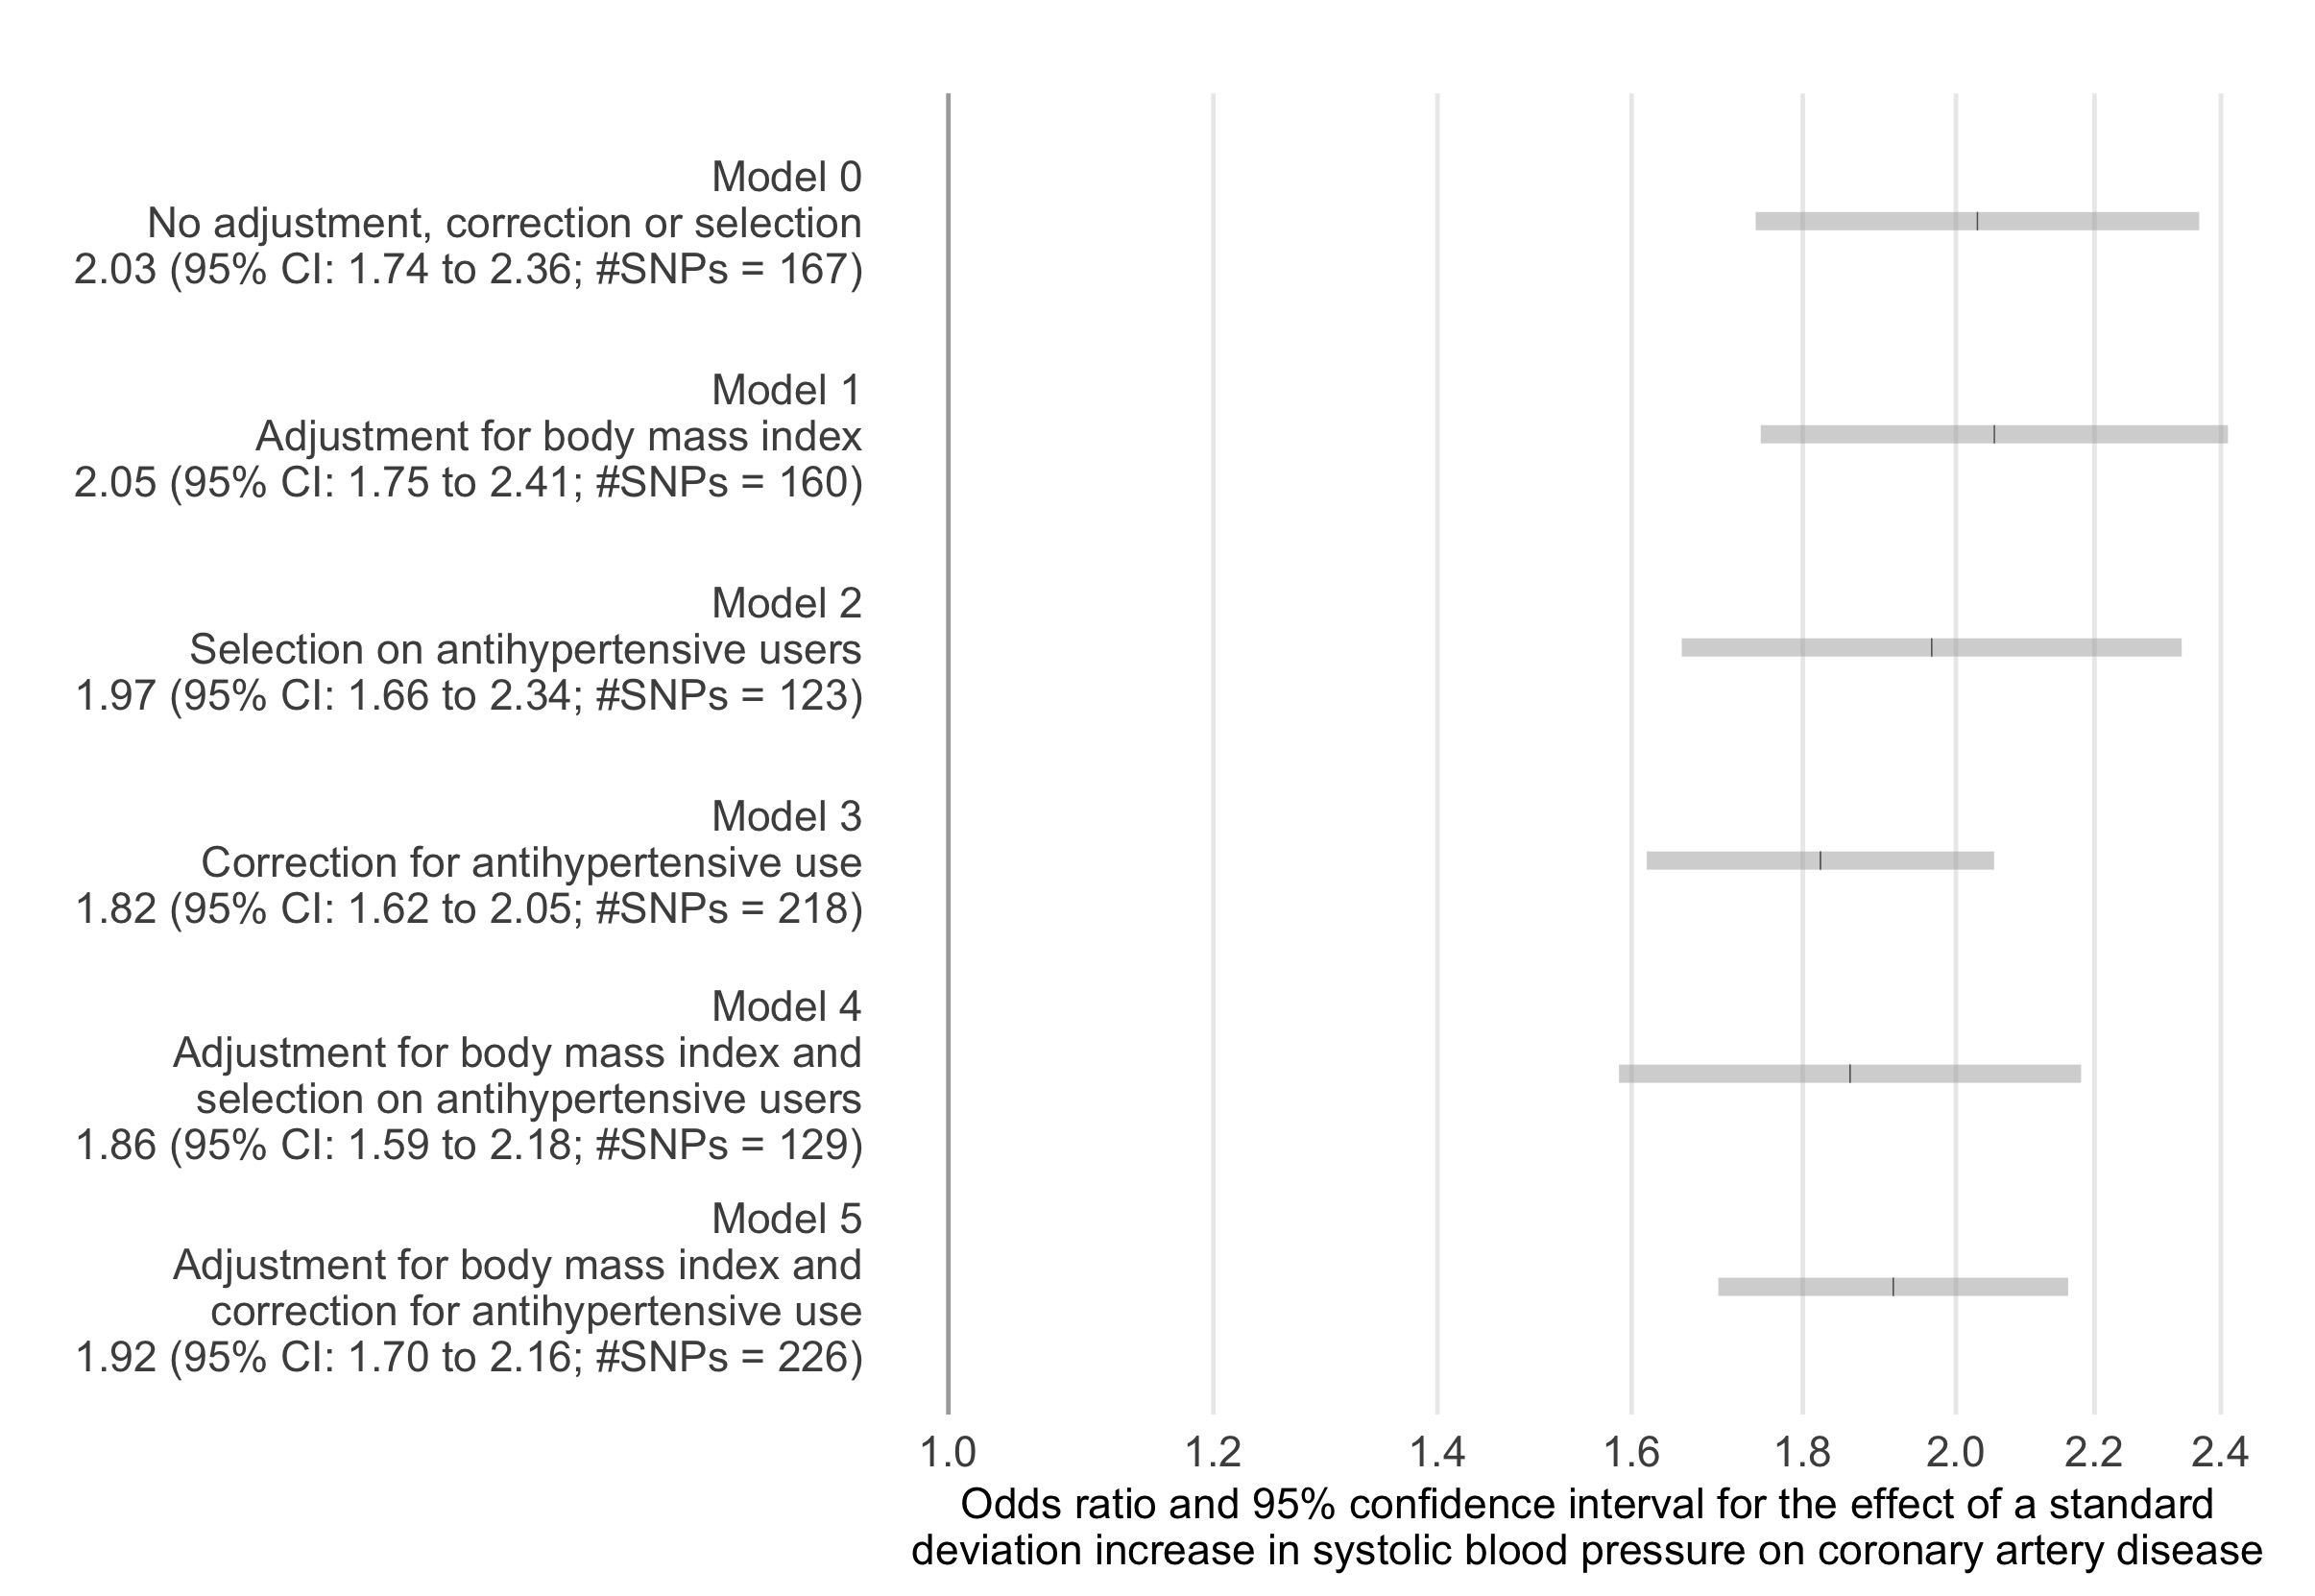 Model 0
No adjustment, correction or selection
2.03 (95% CI: 1.74 to 2.36; #SNPs = 167)
Model 1
Adjustment for body mass index
2.05 (95% CI: 1.75 to 2.41; #SNPs = 160)
Model 2
Selection on antihypertensive users
1.97 (95% CI: 1.66 to 2.34; #SNPs = 123)
Model 3
Correction for antihypertensive use
1.82 (95% CI: 1.62 to 2.05; #SNPs = 218)
Model 4
Adjustment for body mass index and
selection on antihypertensive users
1.86 (95% CI: 1.59 to 2.18; #SNPs = 129)
Model 5
Adjustment for body mass index and
correction for antihypertensive use
1.92 (95% CI: 1.70 to 2.16; #SNPs = 226)
1.0 1.2 1.4 1.6 1.8 2.0 2.2 2.4
Odds ratio and 95% confidence interval for the effect of a standard
deviation increase in systolic blood pressure on coronary artery disease